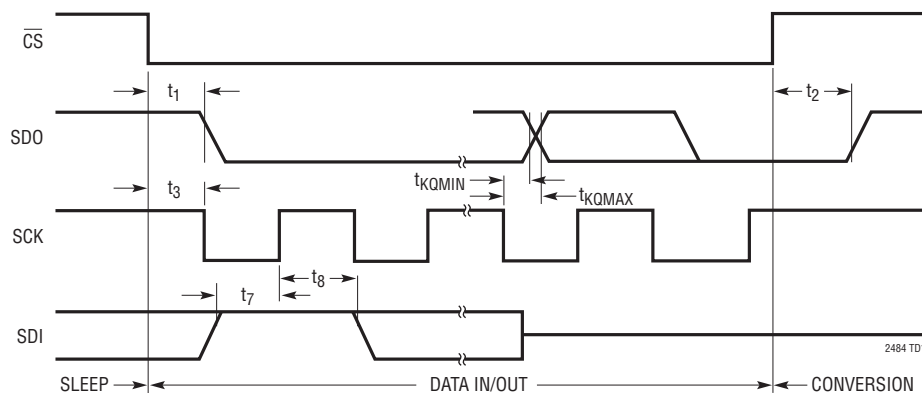 CS
t1
t2
SDO
tKQMIN
tKQMAX
t3
SCK
t7
t8
SDI
2484 TD
SLEEP
DATA IN/OUT
CONVERSION